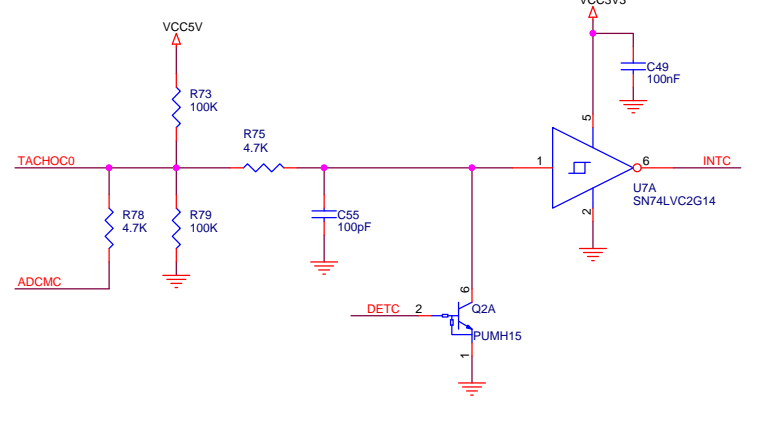 VCC3V3
VCC5V
C49
100nF
R73
100K
R75
4.7K
5
TACHOC0
1
6
INTC
U7A
SN74LVC2G14
R78
4.7K
R79
100K
C55
100pF
2
ADCMC
6
DETC
2
Q2A
PUMH15
1